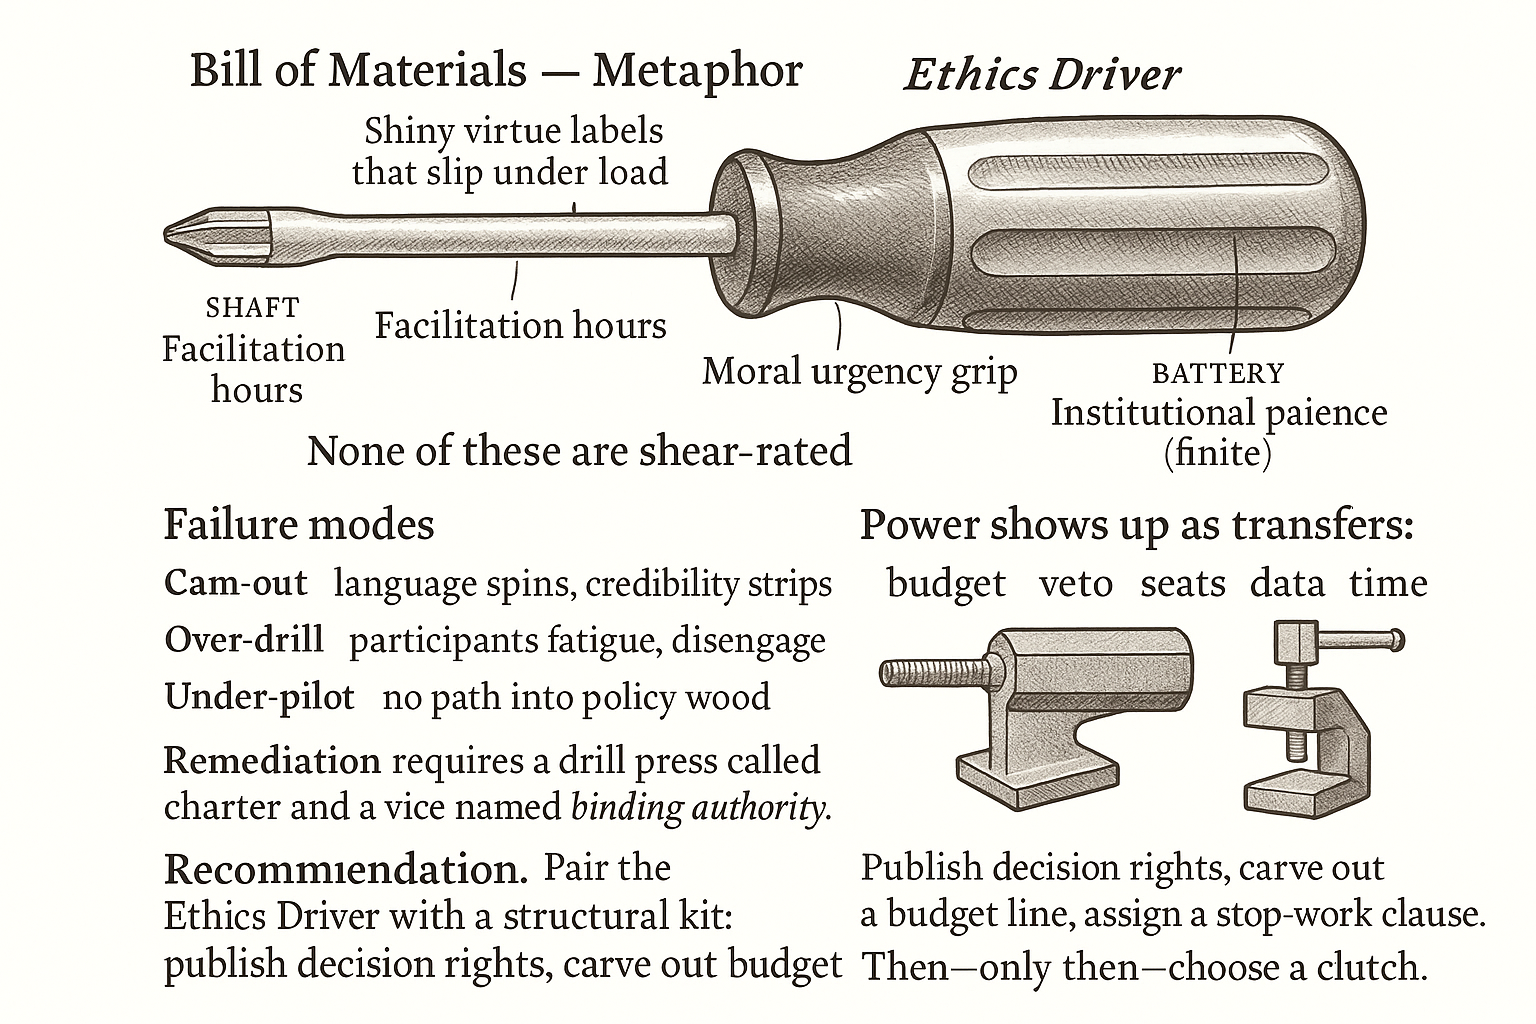 Bill of Materials — Metaphor
Ethics Driver
Shiny virtue labels
that slip under load
SHAFT
Facilitation
hours
Facilitation hours
Moral urgency grip
BATTERY
Institutional paience
(finite)
None of these are shear-rated
Failure modes
Cam-out language spins, credibility strips
Over-drill participants fatigue, disengage
Under-pilot no path into policy wood
Remediation requires a drill press called
charter and a vice named binding authority.
Recommıendation. Pair the
Ethics Driver with a structural kit:
publish decision rights, carve out budget
Power shows up as transfers:
budget veto seats data time
Publish decision rights, carve out
a budget line, assign a stop-work clause.
Then—only then—choose a clutch.